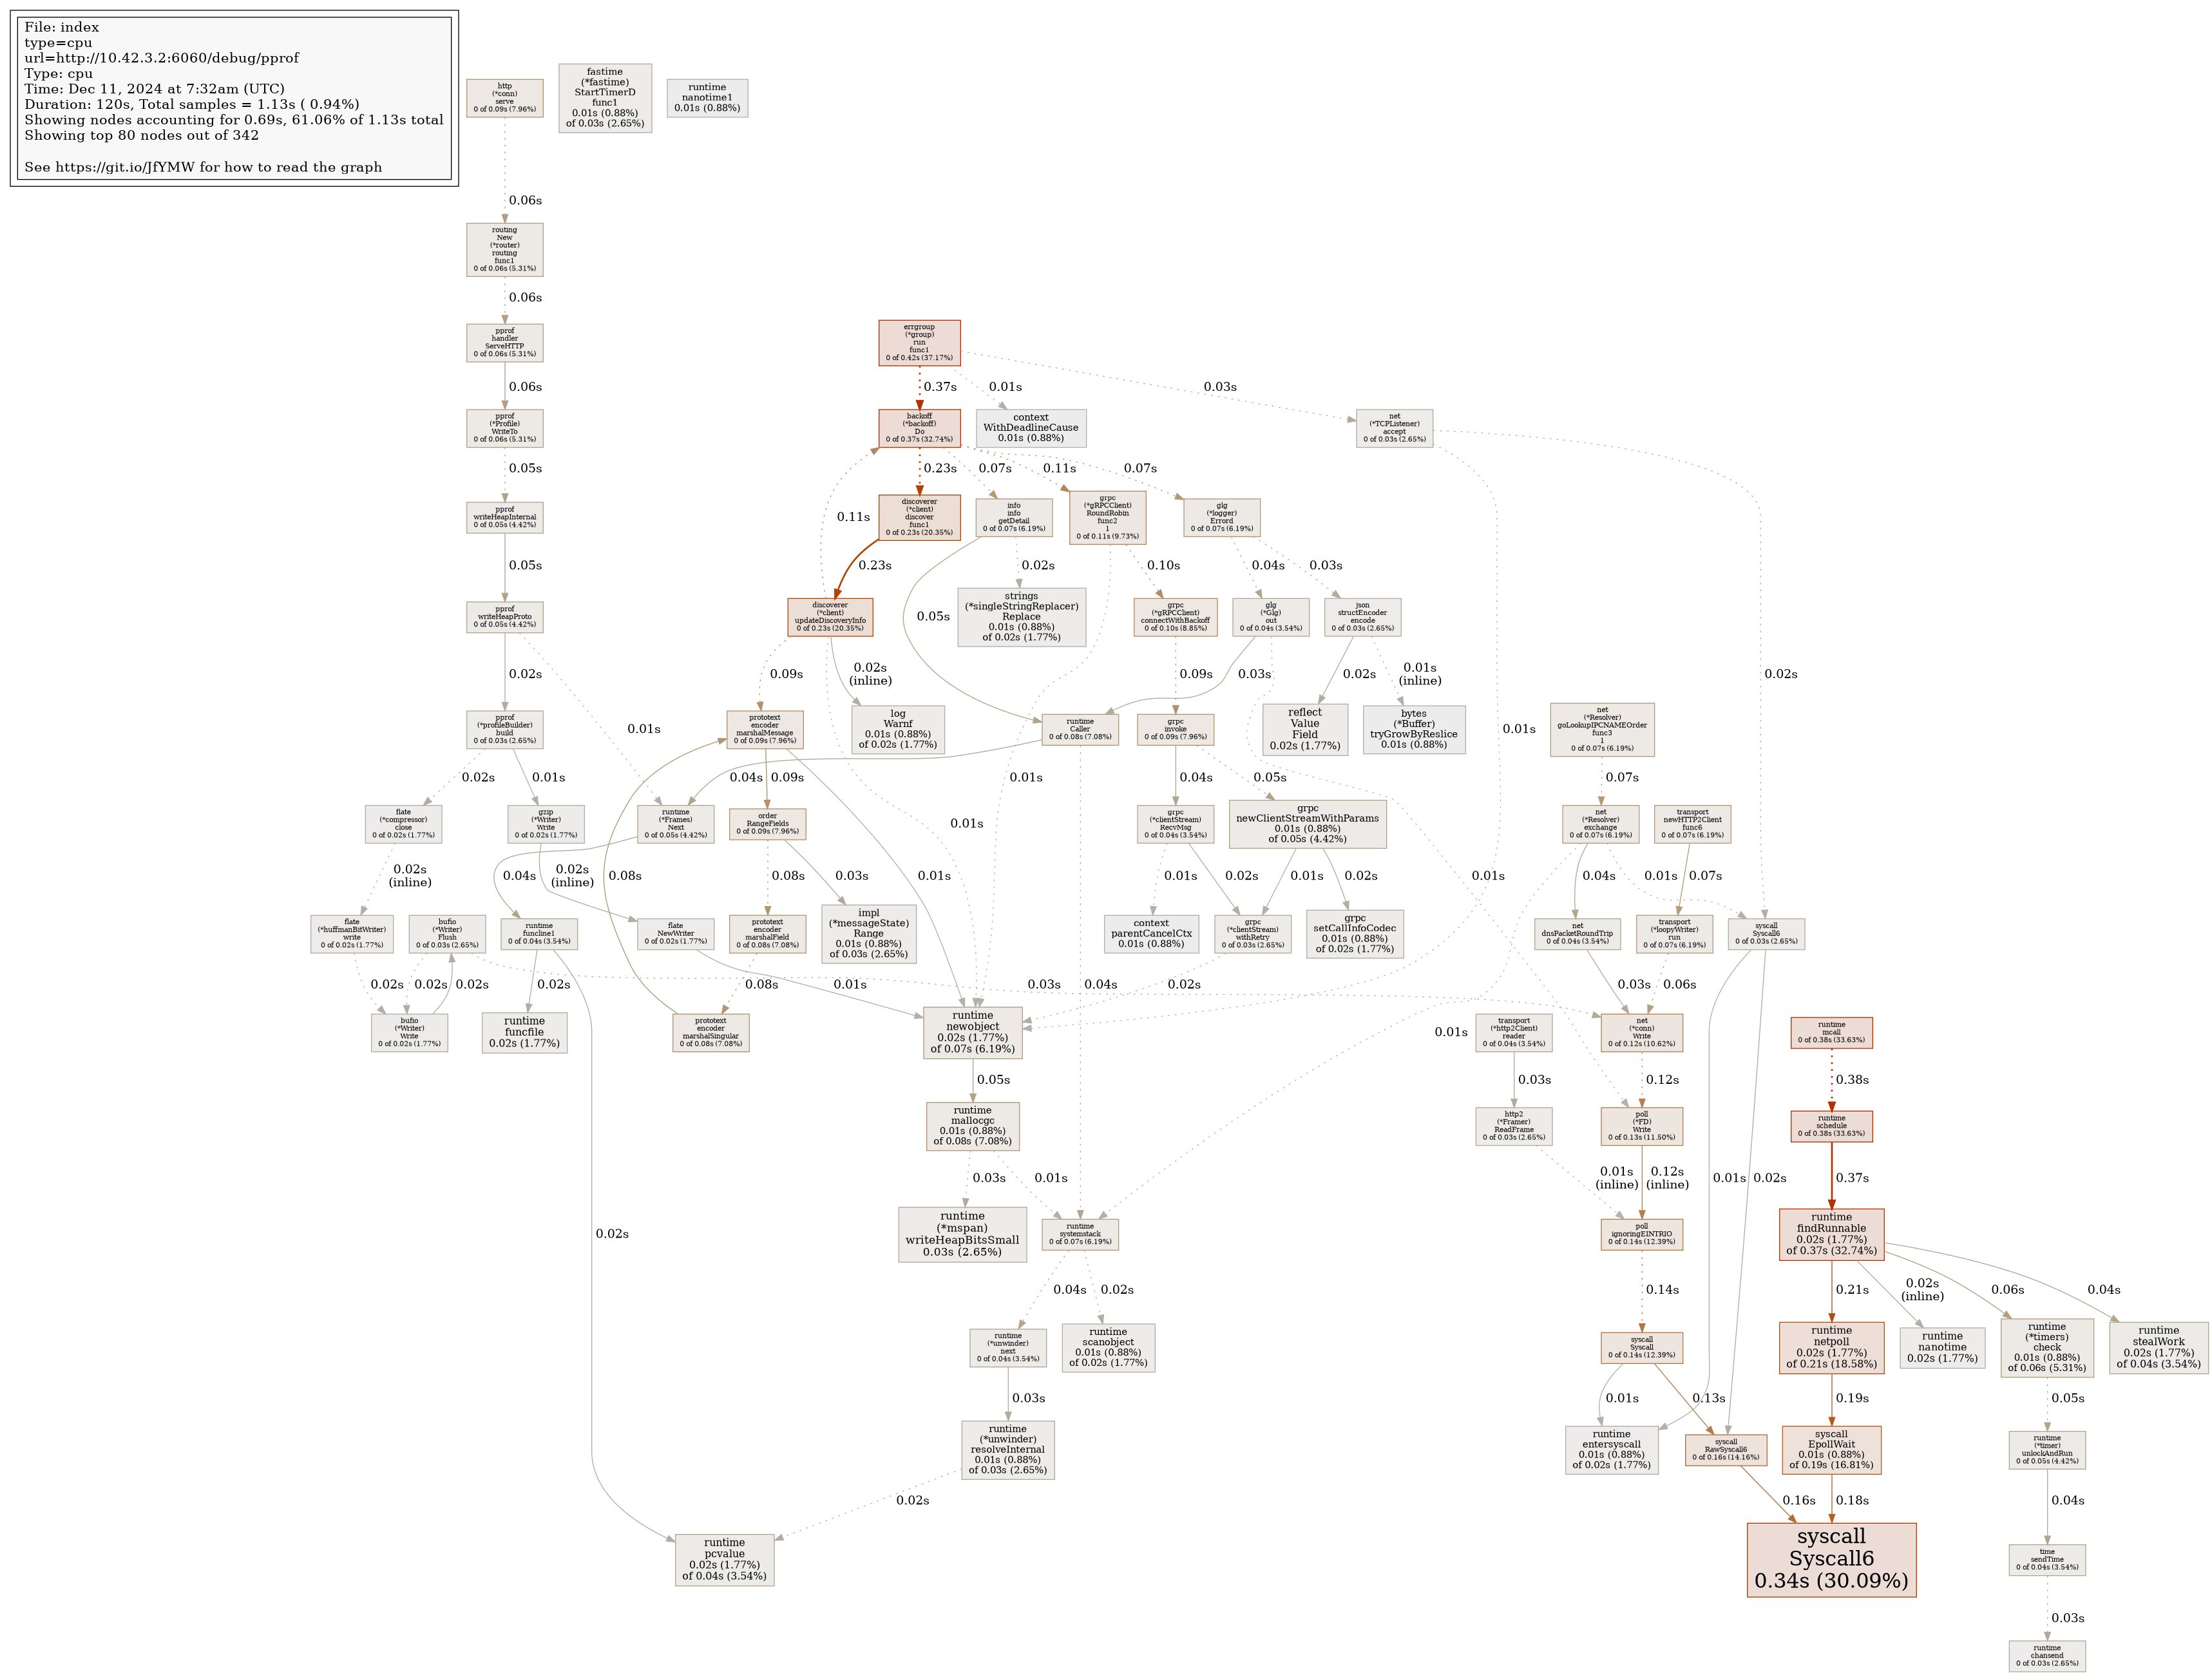 File: index
type=cpu
url=http://10.42.3.2:6060/debug/pprof
Type: cpu
Time: Dec 11, 2024 at 7:32am (UTC)
Duration: 120s, Total samples = 1.13s ( 0.94%)
Showing nodes accounting for 0.69s, 61.06% of 1.13s total
Showing top 80 nodes out of 342
See https://git.io/JfYMW for how to read the graph
http
(*conn)
serve
0 of 0.09s (7.96%)
fastime
(*fastime)
StartTimerD
func1
0.01s (0.88%)
of 0.03s (2.65%)
runtime
nanotime1
0.01s (0.88%)
0.06s
routing
New
(*router)
routing
func1
0 of 0.06s (5.31%)
0.06s
pprof
handler
ServeHTTP
0 of 0.06s (5.31%)
0.06s
pprof
(*Profile)
WriteTo
0 of 0.06s (5.31%)
0.05s
pprof
writeHeapInternal
0 of 0.05s (4.42%)
0.05s
pprof
writeHeapProto
0 of 0.05s (4.42%)
0.02s
0.01s
pprof
(*profileBuilder)
build
0 of 0.03s (2.65%)
0.02s
0.01s
flate
(*compressor)
close
0 of 0.02s (1.77%)
gzip
(*Writer)
Write
0 of 0.02s (1.77%)
runtime
(*Frames)
Next
0 of 0.05s (4.42%)
0.02s
(inline)
0.04s
0.02s
(inline)
flate
(*huffmanBitWriter)
write
0 of 0.02s (1.77%)
bufio
(*Writer)
Flush
0 of 0.03s (2.65%)
runtime
funcline1
0 of 0.04s (3.54%)
flate
NewWriter
0 of 0.02s (1.77%)
0.02s
0.02s
0.02s
0.02s
0.01s
0.03s
bufio
(*Writer)
Write
0 of 0.02s (1.77%)
runtime
funcfile
0.02s (1.77%)
0.02s
errgroup
(*group)
run
func1
0 of 0.42s (37.17%)
0.37s
0.01s
0.03s
backoff
(*backoff)
Do
0 of 0.37s (32.74%)
context
WithDeadlineCause
0.01s (0.88%)
net
(*TCPListener)
accept
0 of 0.03s (2.65%)
0.23s
0.07s
0.11s
0.07s
0.11s
0.01s
0.02s
discoverer
(*client)
discover
func1
0 of 0.23s (20.35%)
info
info
getDetail
0 of 0.07s (6.19%)
grpc
(*gRPCClient)
RoundRobin
func2
1
0 of 0.11s (9.73%)
glg
(*logger)
Errord
0 of 0.07s (6.19%)
0.23s
0.05s
0.02s
0.01s
0.10s
0.04s
0.03s
discoverer
(*client)
updateDiscoveryInfo
0 of 0.23s (20.35%)
strings
(*singleStringReplacer)
Replace
0.01s (0.88%)
of 0.02s (1.77%)
grpc
(*gRPCClient)
connectWithBackoff
0 of 0.10s (8.85%)
glg
(*Glg)
out
0 of 0.04s (3.54%)
json
structEncoder
encode
0 of 0.03s (2.65%)
0.09s
0.01s
0.02s
(inline)
0.09s
0.03s
0.01s
0.02s
0.01s
(inline)
prototext
encoder
marshalMessage
0 of 0.09s (7.96%)
log
Warnf
0.01s (0.88%)
of 0.02s (1.77%)
runtime
Caller
0 of 0.08s (7.08%)
grpc
invoke
0 of 0.09s (7.96%)
reflect
Value
Field
0.02s (1.77%)
bytes
(*Buffer)
tryGrowByReslice
0.01s (0.88%)
net
(*Resolver)
goLookupIPCNAMEOrder
func3
1
0 of 0.07s (6.19%)
0.09s
0.01s
0.04s
0.04s
0.04s
0.05s
0.07s
order
RangeFields
0 of 0.09s (7.96%)
grpc
(*clientStream)
RecvMsg
0 of 0.04s (3.54%)
grpc
newClientStreamWithParams
0.01s (0.88%)
of 0.05s (4.42%)
net
(*Resolver)
exchange
0 of 0.07s (6.19%)
transport
newHTTP2Client
func6
0 of 0.07s (6.19%)
0.08s
0.08s
0.03s
0.01s
0.02s
0.01s
0.02s
0.04s
0.01s
0.01s
0.07s
prototext
encoder
marshalField
0 of 0.08s (7.08%)
impl
(*messageState)
Range
0.01s (0.88%)
of 0.03s (2.65%)
context
parentCancelCtx
0.01s (0.88%)
grpc
(*clientStream)
withRetry
0 of 0.03s (2.65%)
grpc
setCallInfoCodec
0.01s (0.88%)
of 0.02s (1.77%)
net
dnsPacketRoundTrip
0 of 0.04s (3.54%)
transport
(*loopyWriter)
run
0 of 0.07s (6.19%)
syscall
Syscall6
0 of 0.03s (2.65%)
0.08s
0.02s
0.03s
0.06s
0.01s
0.02s
prototext
encoder
marshalSingular
0 of 0.08s (7.08%)
runtime
newobject
0.02s (1.77%)
of 0.07s (6.19%)
transport
(*http2Client)
reader
0 of 0.04s (3.54%)
net
(*conn)
Write
0 of 0.12s (10.62%)
runtime
mcall
0 of 0.38s (33.63%)
0.05s
0.03s
0.12s
0.38s
runtime
mallocgc
0.01s (0.88%)
of 0.08s (7.08%)
http2
(*Framer)
ReadFrame
0 of 0.03s (2.65%)
poll
(*FD)
Write
0 of 0.13s (11.50%)
runtime
schedule
0 of 0.38s (33.63%)
0.03s
0.01s
0.01s
(inline)
0.12s
(inline)
0.37s
runtime
(*mspan)
writeHeapBitsSmall
0.03s (2.65%)
runtime
systemstack
0 of 0.07s (6.19%)
poll
ignoringEINTRIO
0 of 0.14s (12.39%)
runtime
findRunnable
0.02s (1.77%)
of 0.37s (32.74%)
0.04s
0.02s
0.14s
0.21s
0.02s
(inline)
0.06s
0.04s
runtime
(*unwinder)
next
0 of 0.04s (3.54%)
runtime
scanobject
0.01s (0.88%)
of 0.02s (1.77%)
syscall
Syscall
0 of 0.14s (12.39%)
runtime
netpoll
0.02s (1.77%)
of 0.21s (18.58%)
runtime
nanotime
0.02s (1.77%)
runtime
(*timers)
check
0.01s (0.88%)
of 0.06s (5.31%)
runtime
stealWork
0.02s (1.77%)
of 0.04s (3.54%)
0.03s
0.01s
0.13s
0.19s
0.05s
runtime
(*unwinder)
resolveInternal
0.01s (0.88%)
of 0.03s (2.65%)
runtime
entersyscall
0.01s (0.88%)
of 0.02s (1.77%)
syscall
RawSyscall6
0 of 0.16s (14.16%)
syscall
EpollWait
0.01s (0.88%)
of 0.19s (16.81%)
runtime
(*timer)
unlockAndRun
0 of 0.05s (4.42%)
0.02s
0.16s
0.18s
0.04s
runtime
pcvalue
0.02s (1.77%)
of 0.04s (3.54%)
syscall
Syscall6
0.34s (30.09%)
time
sendTime
0 of 0.04s (3.54%)
0.03s
runtime
chansend
0 of 0.03s (2.65%)